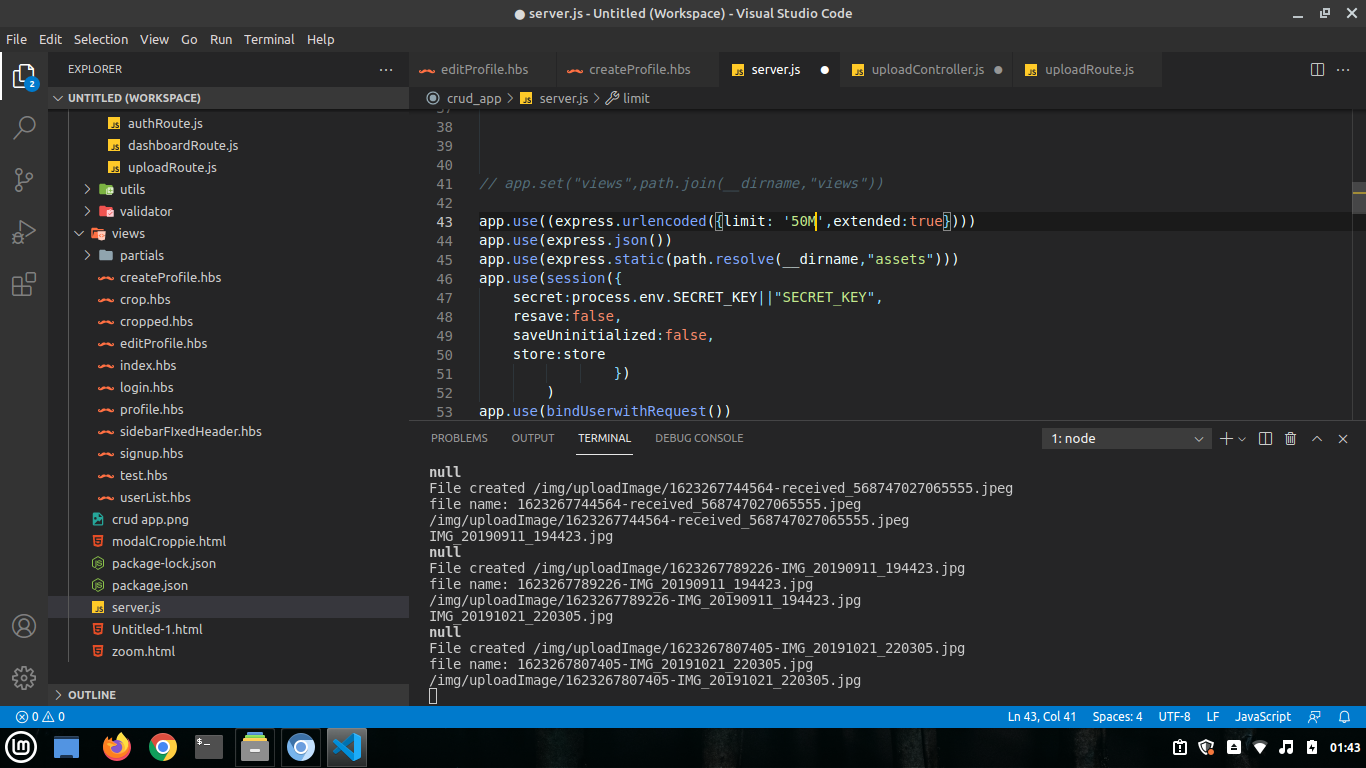 server.js - Untitled (Workspace) - Visual Studio Code
File Edit Selection View Go Run Terminal Help
EXPLORER
editProfile.hbs
createProfile.hbs
server.js
uploadController.js
uploadRoute.js
UNTITLED (WORKSPACE)
crud_app > server.js > limit
authRoute.js
dashboardRoute.js
uploadRoute.js
utils
validator
views
partials
createProfile.hbs
crop.hbs
cropped.hbs
editProfile.hbs
index.hbs
login.hbs
profile.hbs
sidebarFIxedHeader.hbs
signup.hbs
test.hbs
userList.hbs
crud app.png
modalCroppie.html
package-lock.json
package.json
server.js
Untitled-1.html
zoom.html
OUTLINE
2
37
38
39
40
41 // app.set("views",path.join(__dirname,"views"))
42
43 app.use((express.urlencoded({limit: '50M',extended:true})))
44 app.use(express.json())
45 app.use(express.static(path.resolve(__dirname,"assets")))
46 app.use(session({
47 secret:process.env.SECRET_KEY||"SECRET_KEY",
48 resave:false,
49 saveUninitialized:false,
50 store:store
51 })
52 )
53 app.use(bindUserwithRequest())
PROBLEMS OUTPUT TERMINAL DEBUG CONSOLE
1: node
null
File created /img/uploadImage/1623267744564-received_568747027065555.jpeg
file name: 1623267744564-received_568747027065555.jpeg
/img/uploadImage/1623267744564-received_568747027065555.jpeg
IMG_20190911_194423.jpg
null
File created /img/uploadImage/1623267789226-IMG_20190911_194423.jpg
file name: 1623267789226-IMG_20190911_194423.jpg
/img/uploadImage/1623267789226-IMG_20190911_194423.jpg
IMG_20191021_220305.jpg
null
File created /img/uploadImage/1623267807405-IMG_20191021_220305.jpg
file name: 1623267807405-IMG_20191021_220305.jpg
/img/uploadImage/1623267807405-IMG_20191021_220305.jpg
0 0
Ln 43, Col 41 Spaces: 4 UTF-8 LF JavaScript
01:43